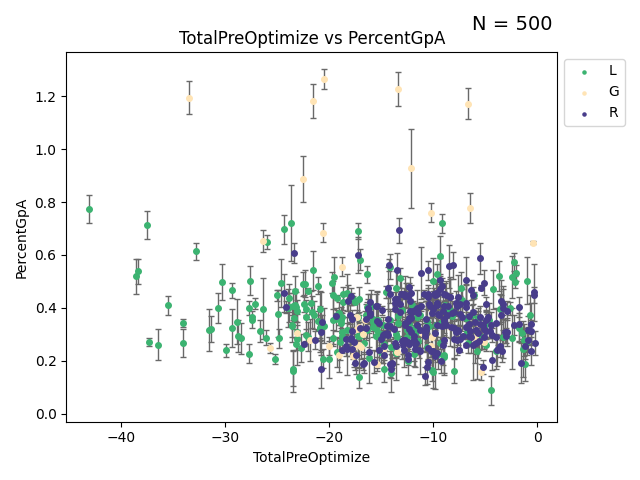 N = 500
TotalPreOptimize vs PercentGpA
L
G
R
PercentGpA
1.2
1.0
0.8
0.6
0.4
0.2
0.0
−40
−30
−20
−10
0
TotalPreOptimize